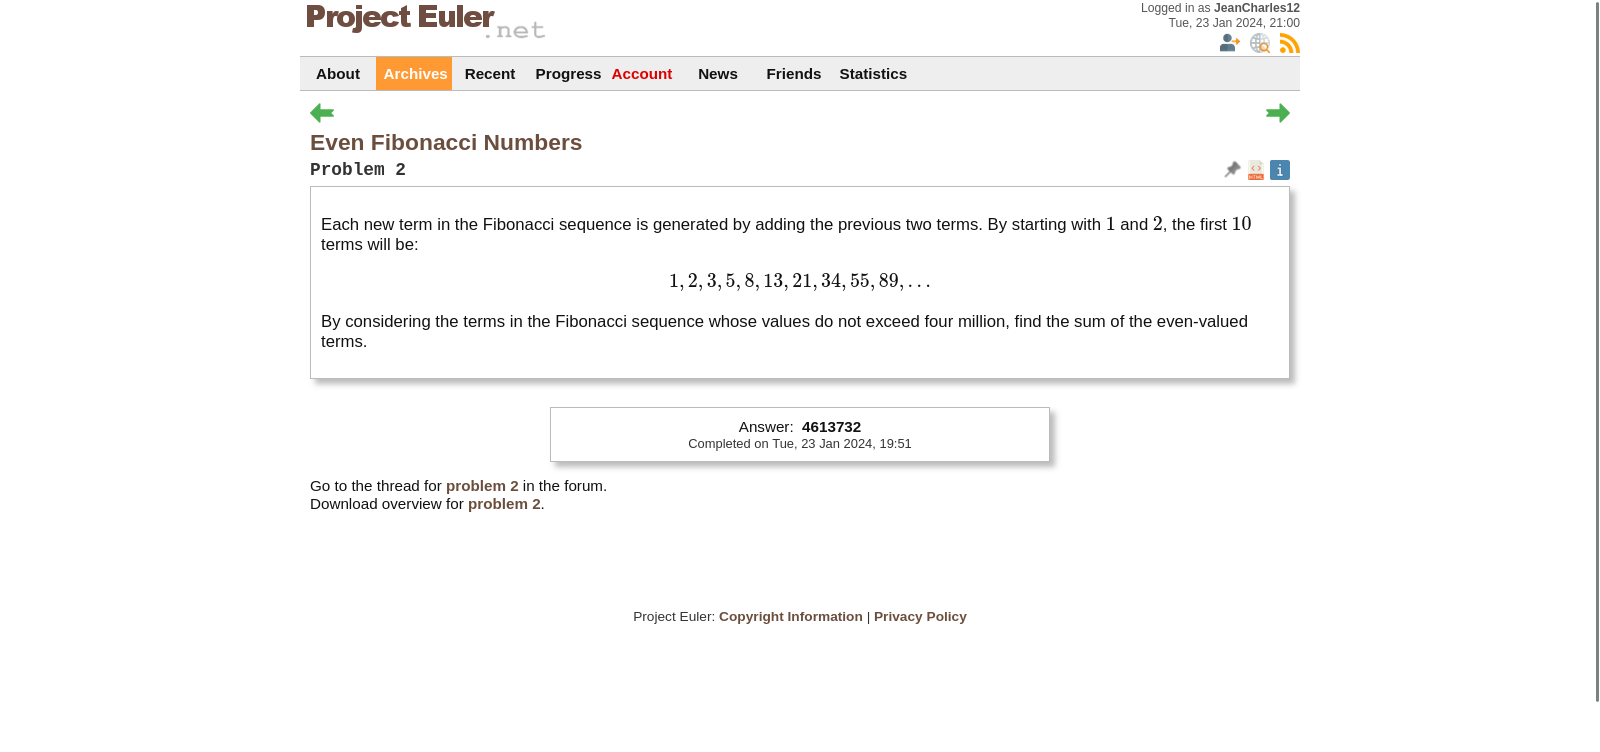 Project Euler
.net
Logged in as JeanCharles12
Tue, 23 Jan 2024, 21:00
About Archives Recent Progress Account News Friends Statistics
Even Fibonacci Numbers
Problem 2
HTML
i
Each new term in the Fibonacci sequence is generated by adding the previous two terms. By starting with 1 and 2, the first 10
terms will be:
1, 2, 3, 5, 8, 13, 21, 34, 55, 89, . . .
By considering the terms in the Fibonacci sequence whose values do not exceed four million, find the sum of the even-valued
terms.
Answer: 4613732
Completed on Tue, 23 Jan 2024, 19:51
Go to the thread for problem 2 in the forum.
Download overview for problem 2.
Project Euler: Copyright Information | Privacy Policy